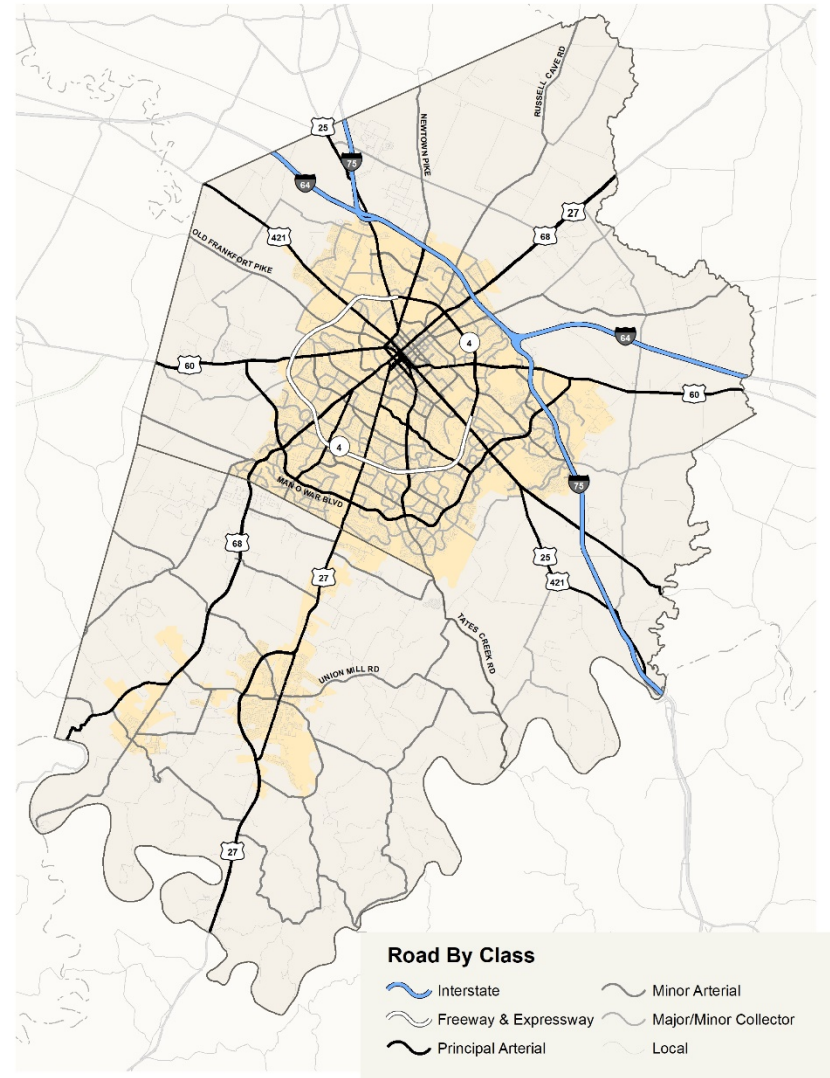 RUSSELL CAVE RD
NEWTOWN PIKE
25
75
64
27
68
421
OLD FRANKFORT PIKE
4
64
60
60
4
75
MAN O WAR BLVD
68
25
27
421
TATES CREEK RD
UNION MILL RD
27
Road By Class
Interstate
Freeway & Expressway
Principal Arterial
Minor Arterial
Major/Minor Collector
Local